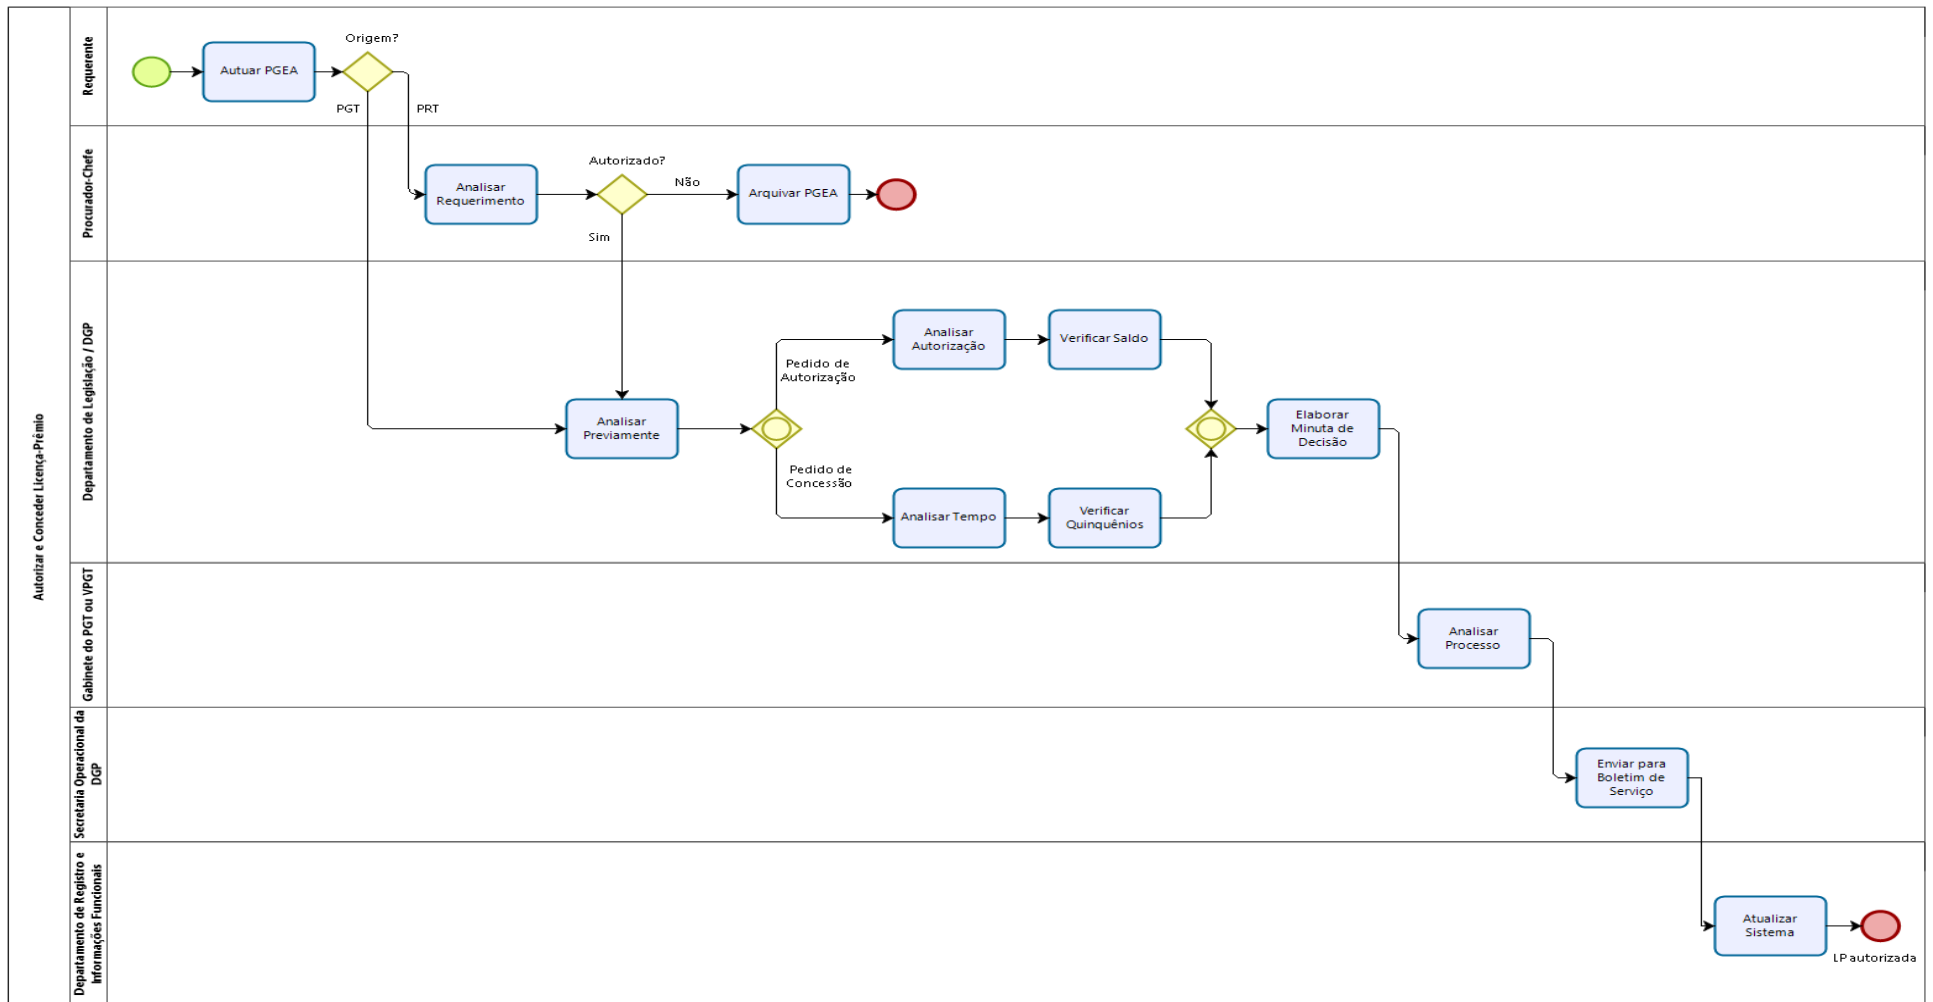 Autorizar e Conceder Licença-Prêmio
Requerente
Autuar PGEA
Origem?
PGT
PRT
Procurador-Chefe
Analisar
Requerimento
Autorizado?
Não
Sim
Arquivar PGEA
Departamento de Legislação / DGP
Analisar
Previamente
Pedido de
Autorização
Pedido de
Concessão
Analisar
Autorização
Verificar Saldo
Analisar Tempo
Verificar
Quinquênios
Elaborar
Minuta de
Decisão
Gabinete do PGT ou VPGT
Analisar
Processo
Secretaria Operacional da
DGP
Enviar para
Boletim de
Serviço
Departamento de Registro e
Informações Funcionais
Atualizar
Sistema
LP autorizada